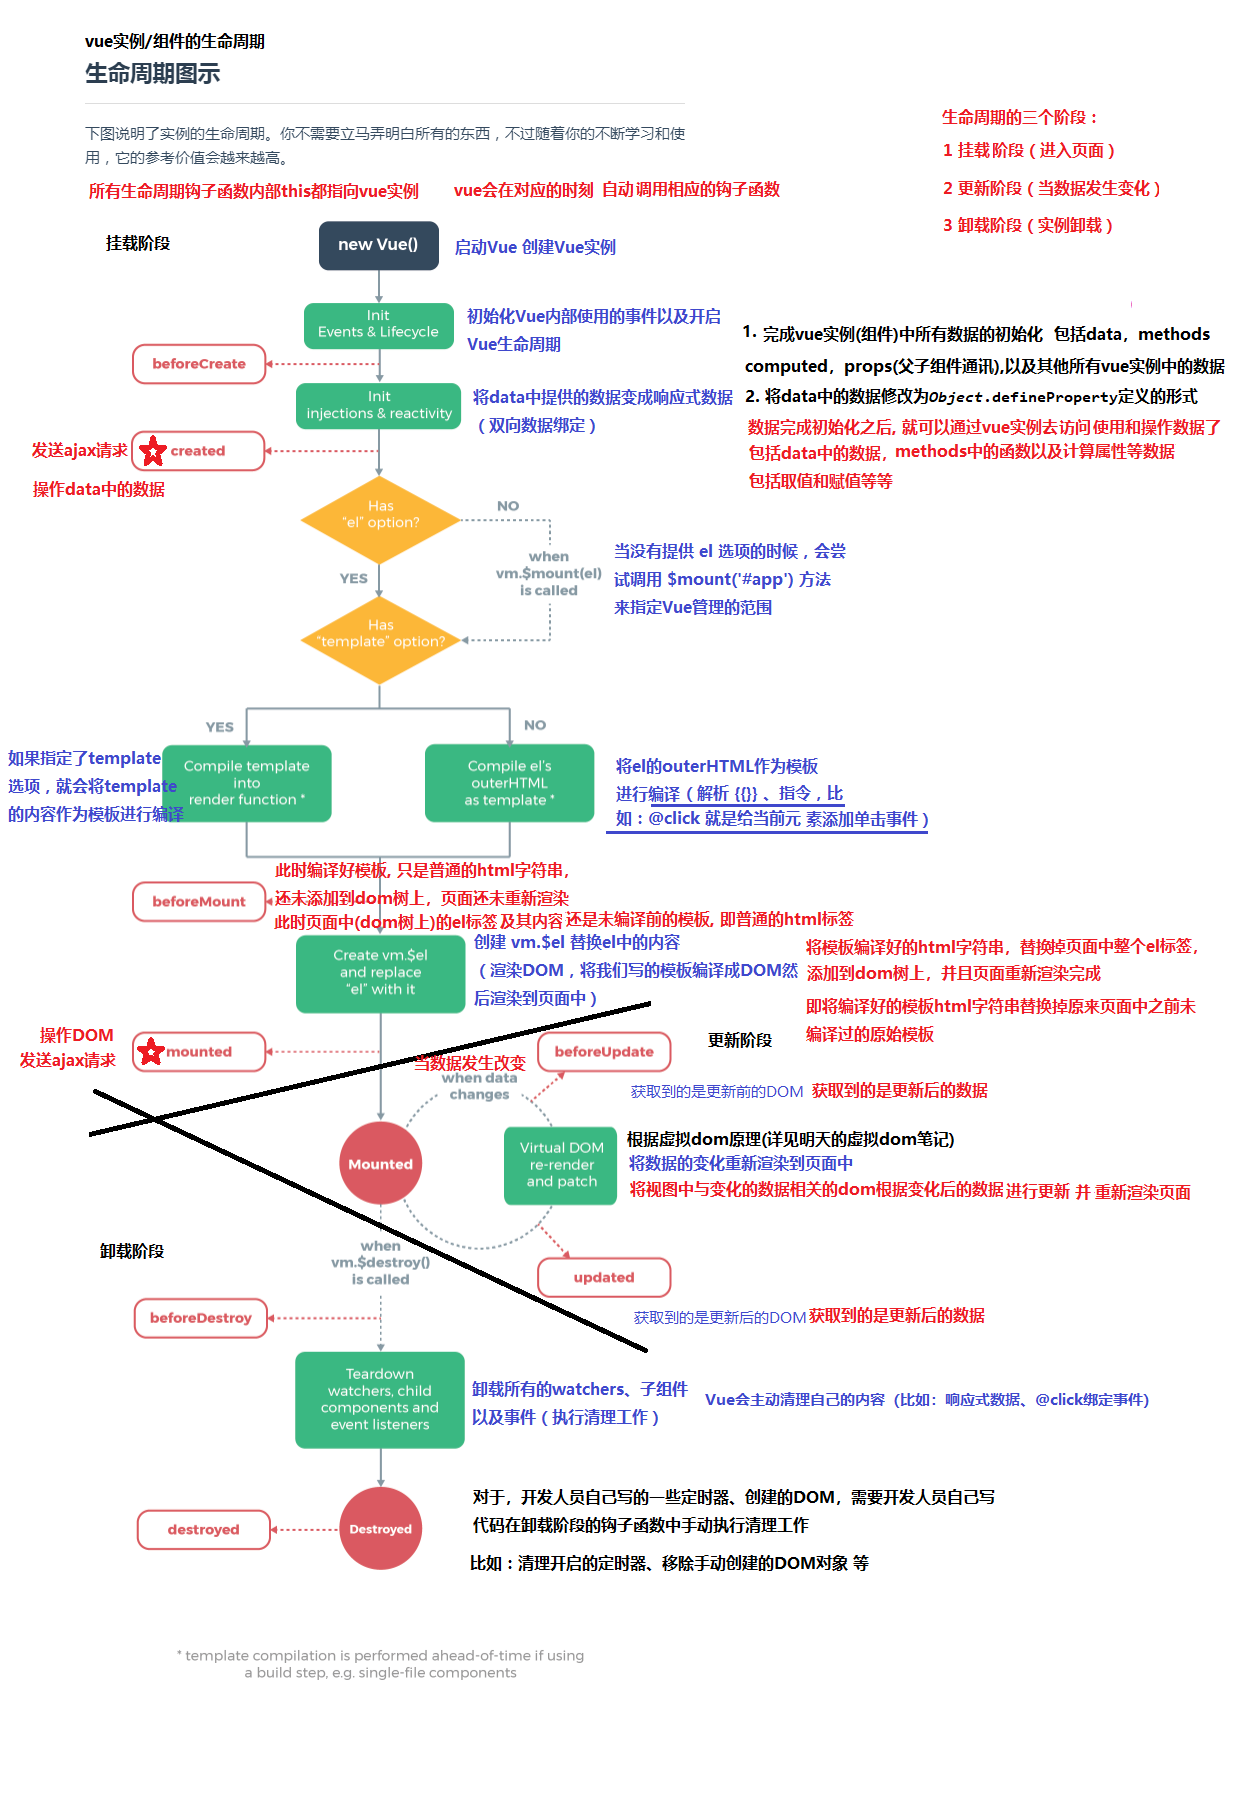 vue实例/组件的生命周期
生命周期图示
下图说明了实例的生命周期。你不需要立马弄明白所有的东西，不过随着你的不断学习和使
用，它的参考价值会越来越高。
生命周期的三个阶段：
1 挂载阶段（进入页面）
2 更新阶段（当数据发生变化）
3 卸载阶段（实例卸载）
所有生命周期钩子函数内部this都指向vue实例
vue会在对应的时刻 自动 调用相应的钩子函数
挂载阶段
new Vue()
启动Vue 创建Vue实例
Init
Events & Lifecycle
初始化Vue内部使用的事件以及开启
Vue生命周期
beforeCreate
1. 完成vue实例(组件)中所有数据的初始化 包括data，methods
computed，props(父子组件通讯),以及其他所有vue实例中的数据
2. 将data中的数据修改为Object.defineProperty定义的形式
Init
injections & reactivity
将data中提供的数据变成响应式数据
（双向数据绑定）
数据完成初始化之后, 就可以通过vue实例去访问 使用和操作数据了
包括data中的数据，methods中的函数以及计算属性等数据
包括取值和赋值等等
发送ajax请求
created
操作data中的数据
Has
“el” option?
NO
when
vm.$mount(el)
is called
当没有提供 el 选项的时候，会尝
试调用 $mount('#app') 方法
来指定Vue管理的范围
YES
Has
“template” option?
YES
NO
如果指定了template
选项，就会将template
的内容作为模板进行编译
Compile template
into
render function *
Compile el’s
outerHTML
as template *
将el的outerHTML作为模板
进行编译（解析 {{}} 、指令，比
如：@click 就是给当前元 素添加单击事件）
此时编译好模板, 只是普通的html字符串，
还未添加到dom树上，页面还未重新渲染
此时页面中(dom树上)的el标签及其内容 还是未编译前的模板, 即普通的html标签
beforeMount
Create vm.$el
and replace
“el” with it
创建 vm.$el 替换el中的内容
（渲染DOM，将我们写的模板编译成DOM然
后渲染到页面中）
将模板编译好的html字符串，替换掉页面中整个el标签，
添加到dom树上，并且页面重新渲染完成
即将编译好的模板html字符串替换掉原来页面中之前未
编译过的原始模板
操作DOM
发送ajax请求
mounted
更新阶段
beforeUpdate
当数据发生改变
when data
changes
获取到的是更新前的DOM 获取到的是更新后的数据
Mounted
Virtual DOM
re-render
and patch
根据虚拟dom原理(详见明天的虚拟dom笔记)
将数据的变化重新渲染到页面中
将视图中与变化的数据相关的dom根据变化后的数据 进行更新 并 重新渲染页面
卸载阶段
when
vm.$destroy()
is called
updated
获取到的是更新后的DOM 获取到的是更新后的数据
beforeDestroy
Teardown
watchers, child
components and
event listeners
卸载所有的watchers、子组件
以及事件（执行清理工作）
Vue会主动清理自己的内容（比如：响应式数据、@click绑定事件）
destroyed
Destroyed
对于，开发人员自己写的一些定时器、创建的DOM，需要开发人员自己写
代码在卸载阶段的钩子函数中手动执行清理工作
比如：清理开启的定时器、移除手动创建的DOM对象 等
* template compilation is performed ahead-of-time if using
a build step, e.g. single-file components